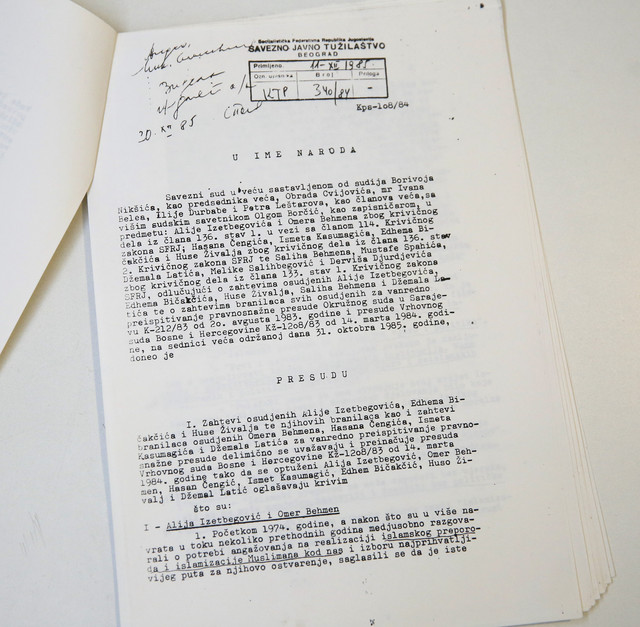 Socijalistička Federativna Republika Jugoslavija
SAVEZNO JAVNO TUŽILAŠTVO
BEOGRAD
Primljeno: 11-XII 1985.
Org. oznaka Broj Priloga
KTP 340/84 -
Kps-108/84
20. XII 85
U IME NARODA
Savezni sud u veću sastavljenom od sudija Borivoja
Nikšića, kao predsednika veća, Obrada Cvijovića, mr Ivana
Belea, Ilije Durbabe i Petra Leštarova, kao članova veća, sa
višim sudskim savetnikom Olgom Borčić, kao zapisničarom, u
predmetu: Alije Izetbegovića i Omera Behmena zbog krivičnog
dela iz člana 136. stav 1. u vezi sa članom 114. Krivičnog
zakona SFRJ, Hasana Čengića, Ismeta Kasumagića, Edhema Bi-
čakčića i Huse Živalja zbog krivičnog dela iz člana 136. stav
2. Krivičnog zakona SFRJ te Saliha Behmena, Mustafe Spahića,
Džemala Latića, Melike Salihbegović i Derviša Djurdjevića
zbog krivičnog dela iz člana 133. stav 1. Krivičnog zakona
SFRJ, odlučujući o zahtevima osudjenih Alije Izetbegovića,
Edhema Bičakčića, Huse Živalja, Saliha Behmena i Džemala La-
tića te o zahtevima branilaca svih osudjenih za vanredno
preispitivanje pravnosnažne presude Okružnog suda u Saraje-
vu K-212/83 od 2o. avgusta 1983. godine i presude Vrhovnog
suda Bosne i Hercegovine Kž-12o8/83 od 14. marta 1984. godi-
ne, na sednici veća održanoj dana 31. oktobra 1985. godine,
doneo je
PRESUDU
I. Zahtevi osudjenih Alije Izetbegovića, Edhema Bi-
čakčića i Huse Živalja te njihovih branilaca kao i zahtevi
branilaca osudjenih Omera Behmena, Hasana Čengića, Ismeta
Kasumagića i Džemala Latića za vanredno preispitivanje pravno-
snažne presude delimično se uvažavaju i preinačuje presuda
Vrhovnog suda Bosne i Hercegovine Kž-12o8/83 od 14. marta
1984. godine tako da se optuženi Alija Izetbegović, Omer Beh-
men, Hasan Čengić, Ismet Kasumagić, Edhem Bičakčić, Huso Ži-
valj i Džemal Latić oglašavaju krivim
što su:
I - Alija Izetbegović i Omer Behmen
1. Početkom 1974. godine, a nakon što su u više na-
vrata u toku nekoliko prethodnih godina medjusobno razgova-
rali o potrebi angažovanja na realizaciji islamskog preporo-
da i islamizacije Muslimana kod nas i izboru najprihvatlji-
vijeg puta za njihovo ostvarenje, saglasili se da je iste